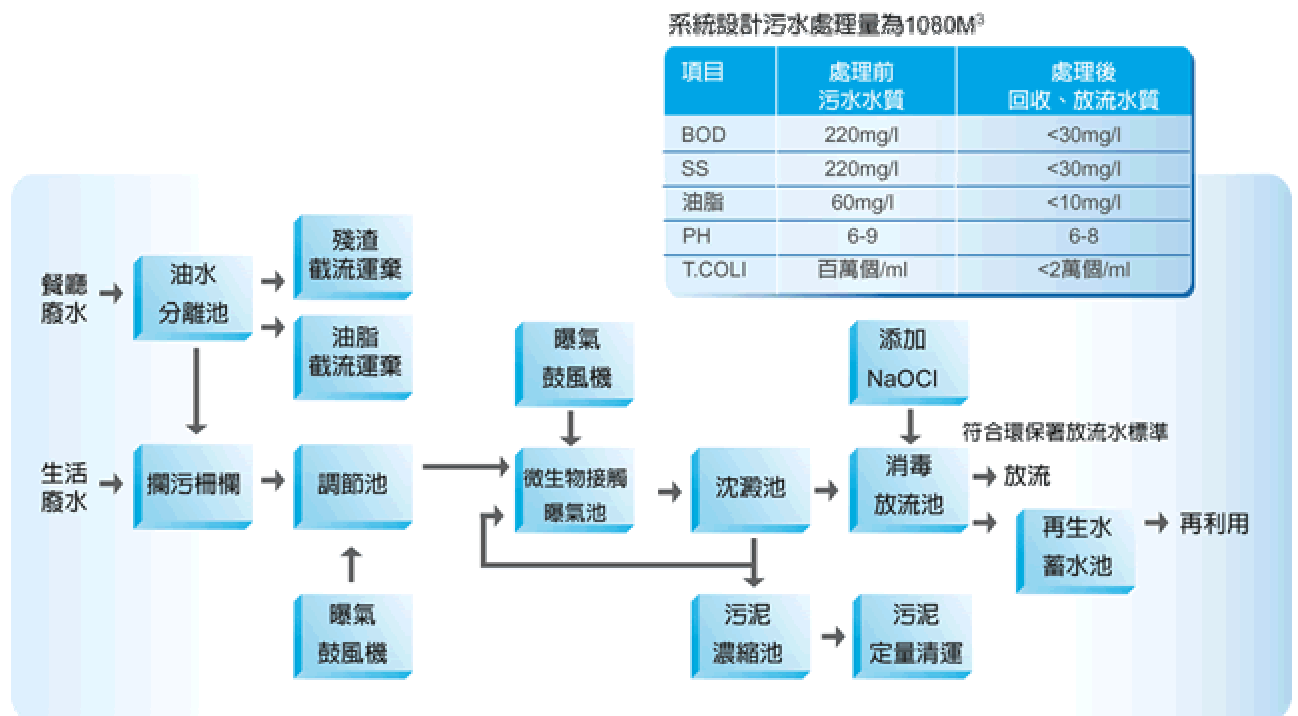 系統設計污水處理量為1080M³
項目
處理前
污水水質
處理後
回收、放流水質
BOD
220mg/l
<30mg/l
SS
220mg/l
<30mg/l
油脂
60mg/l
<10mg/l
PH
6-9
6-8
T.COLI
百萬個/ml
<2萬個/ml
餐廳
廢水
油水
分離池
殘渣
截流運棄
油脂
截流運棄
曝氣
鼓風機
添加
NaOCl
生活
廢水
攔污柵欄
調節池
微生物接觸
曝氣池
沈澱池
消毒
放流池
符合環保署放流水標準
放流
再生水
蓄水池
再利用
曝氣
鼓風機
污泥
濃縮池
污泥
定量清運